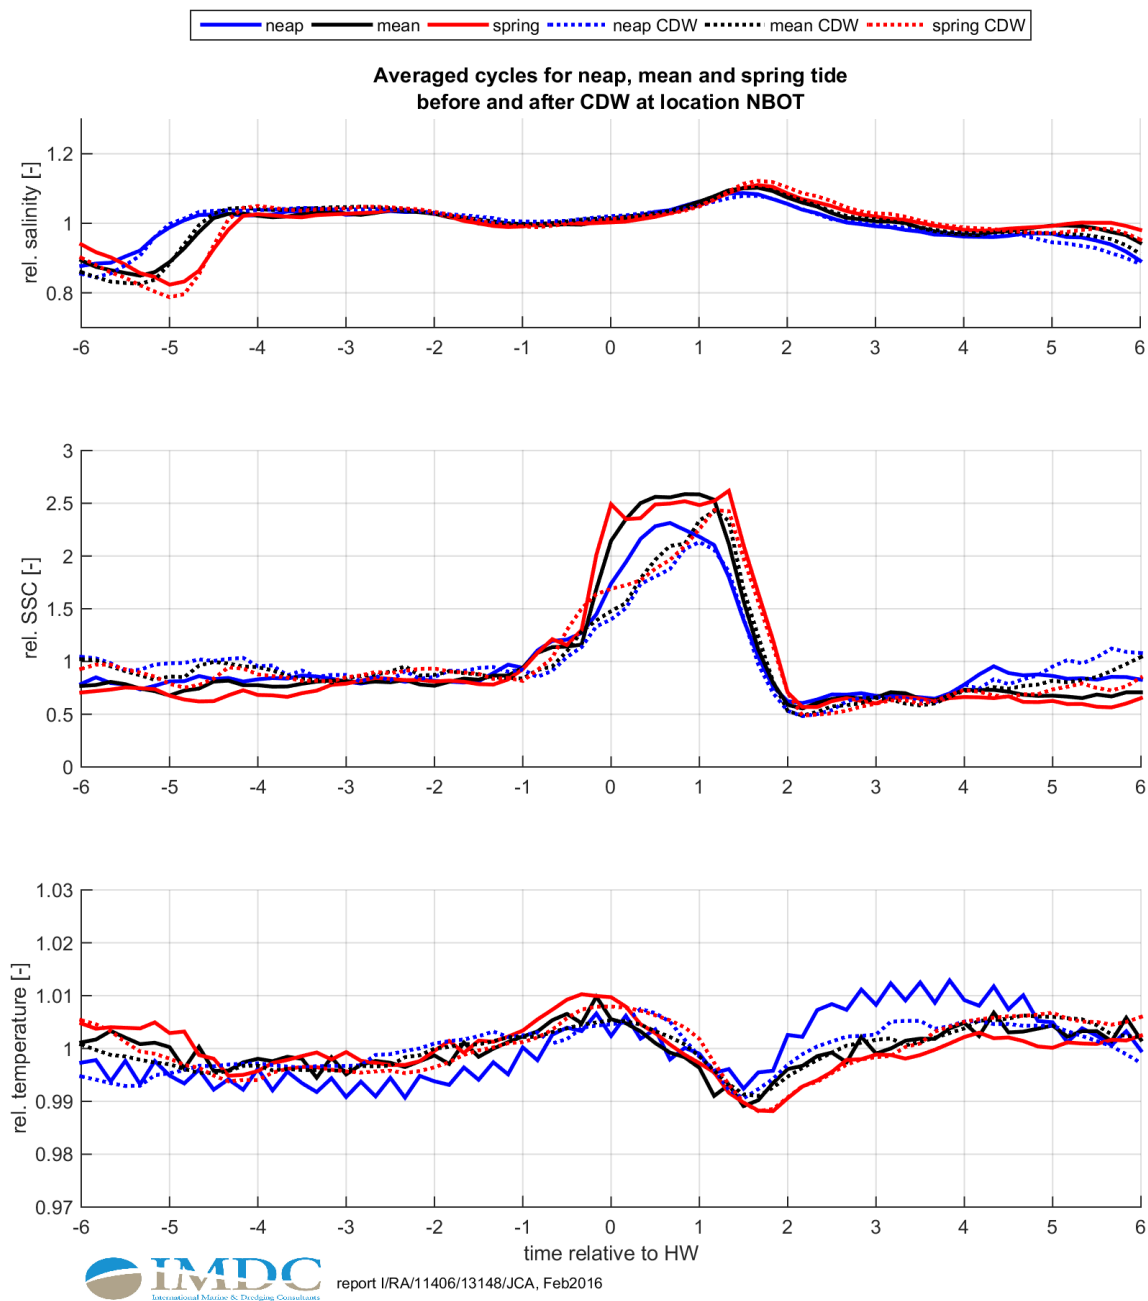 neap mean spring neap CDW mean CDW spring CDW
Averaged cycles for neap, mean and spring tide
before and after CDW at location NBOT
rel. salinity [-]
1.2
1
0.8
-6 -5 -4 -3 -2 -1 0 1 2 3 4 5 6
rel. SSC [-]
3
2.5
2
1.5
1
0.5
0
-6 -5 -4 -3 -2 -1 0 1 2 3 4 5 6
rel. temperature [-]
1.03
1.02
1.01
1
0.99
0.98
0.97
-6 -5 -4 -3 -2 -1 0 1 2 3 4 5 6
time relative to HW
IMDC
International Marine & Dredging Consultants
report I/RA/11406/13148/JCA, Feb2016